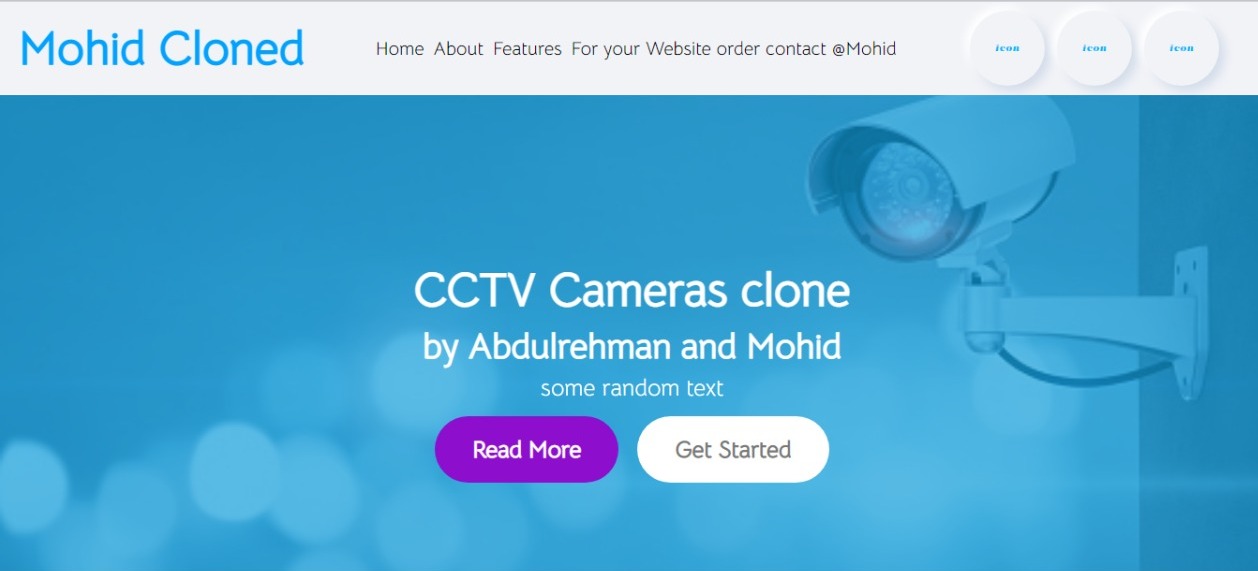 Mohid Cloned
Home About Features For your Website order contact @Mohid
icon icon icon
CCTV Cameras clone
by Abdulrehman and Mohid
some random text
Read More Get Started